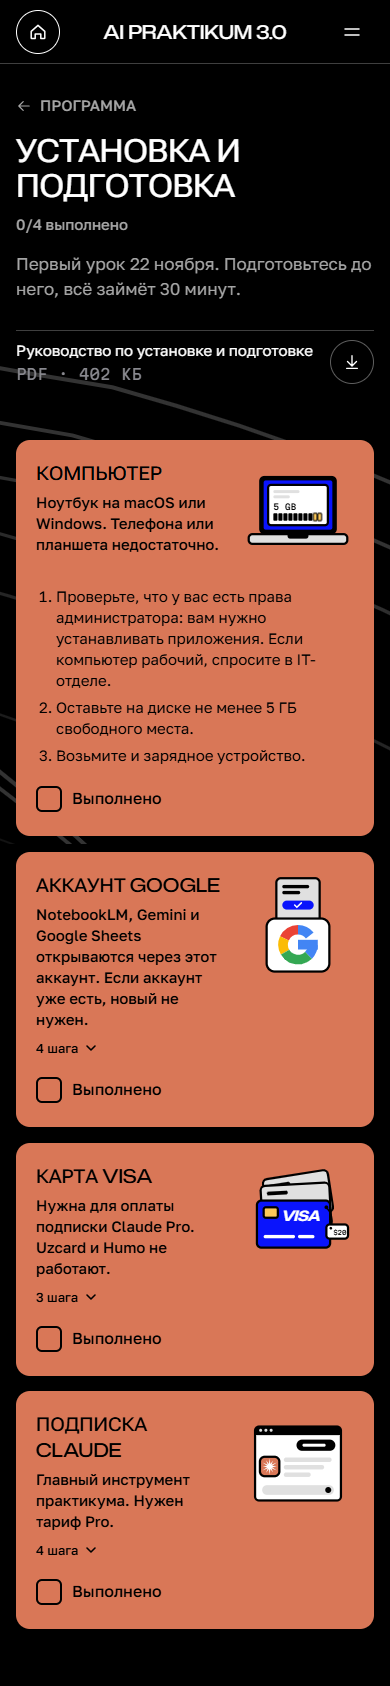 AI PRAKTIKUM 3.0
← ПРОГРАММА
УСТАНОВКА И
ПОДГОТОВКА
0/4 выполнено
Первый урок 22 ноября. Подготовьтесь до
него, всё займёт 30 минут.
Руководство по установке и подготовке
PDF · 402 КБ
КОМПЬЮТЕР
Ноутбук на macOS или
Windows. Телефона или
планшета недостаточно.
5 GB
1. Проверьте, что у вас есть права
администратора: вам нужно
устанавливать приложения. Если
компьютер рабочий, спросите в IT-
отделе.
2. Оставьте на диске не менее 5 ГБ
свободного места.
3. Возьмите и зарядное устройство.
Выполнено
АККАУНТ GOOGLE
NotebookLM, Gemini и
Google Sheets
открываются через этот
аккаунт. Если аккаунт
уже есть, новый не
нужен.
G
4 шага
Выполнено
КАРТА VISA
Нужна для оплаты
подписки Claude Pro.
Uzcard и Humo не
работают.
VISA
$20
3 шага
Выполнено
ПОДПИСКА
CLAUDE
Главный инструмент
практикума. Нужен
тариф Pro.
4 шага
Выполнено